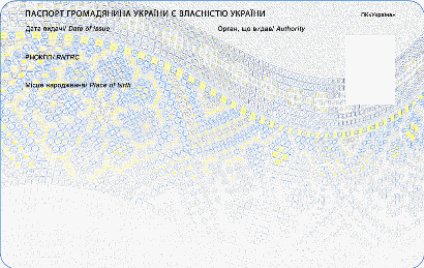 ПАСПОРТ ГРОМАДЯНИНА УКРАЇНИ Є ВЛАСНІСТЮ УКРАЇНИ
Дата видачі/ Date of Issue
Орган, що видав/ Authority
РНОКПП/ RNTRC
Місце народження/ Place of birth